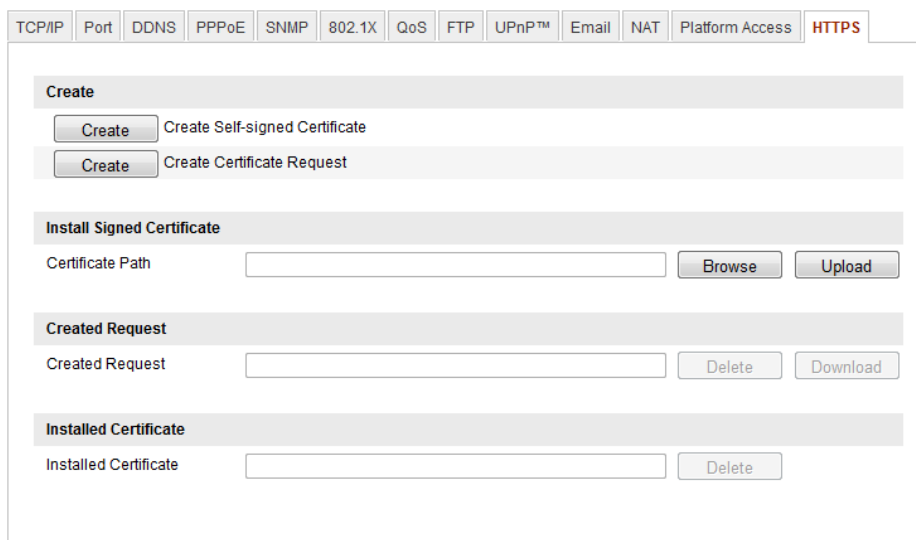 TCP/IP Port DDNS PPPoE SNMP 802.1X QoS FTP UPnP™ Email NAT Platform Access HTTPS
Create
Create Create Self-signed Certificate
Create Create Certificate Request
Install Signed Certificate
Certificate Path Browse Upload
Created Request
Created Request Delete Download
Installed Certificate
Installed Certificate Delete